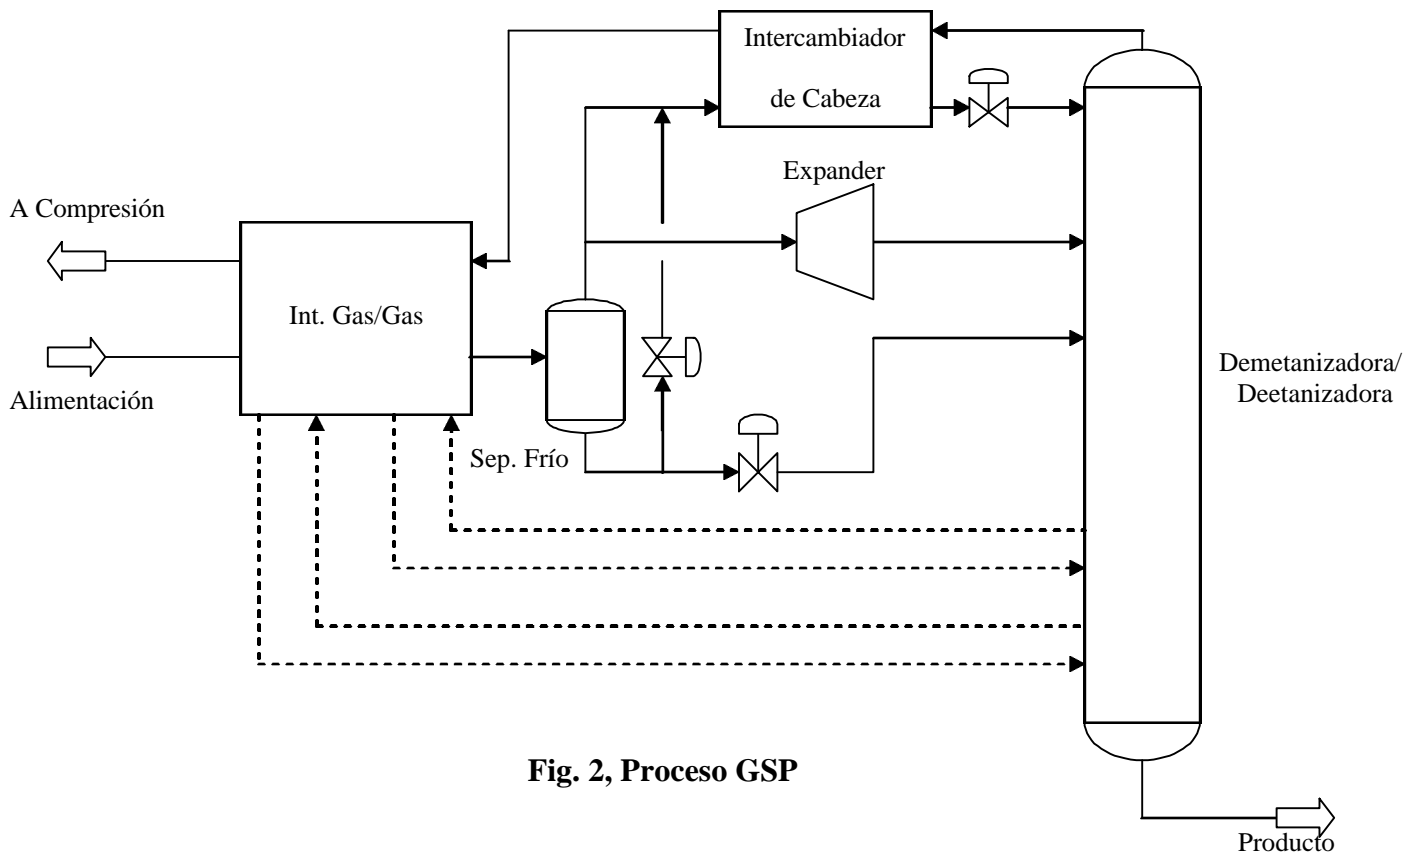 Intercambiador
de Cabeza
Expander
A Compresión
Int. Gas/Gas
Alimentación
Sep. Frío
Demetanizadora/
Deetanizadora
Fig. 2, Proceso GSP
Producto